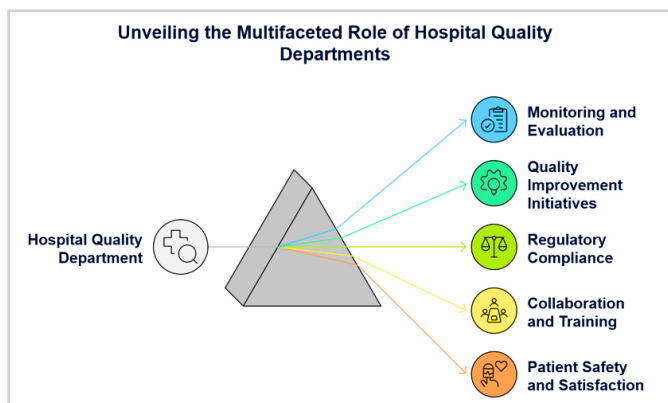 Unveiling the Multifaceted Role of Hospital Quality
Departments
Hospital Quality
Department
Monitoring and
Evaluation
Quality
Improvement
Initiatives
Regulatory
Compliance
Collaboration
and Training
Patient Safety
and Satisfaction